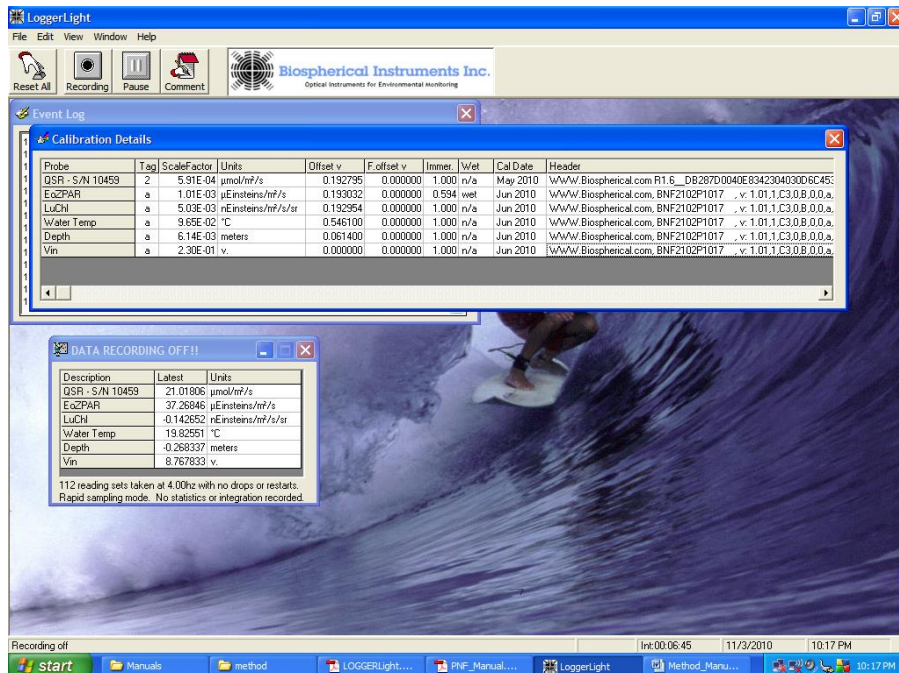 LoggerLight
File Edit View Window Help
Reset All Recording Pause Comment
Biospherical Instruments Inc.
Optical Instruments for Environmental Monitoring
Event Log
Calibration Details
Probe Tag ScaleFactor Units Offset v F.offset v Immer. Wet Cal Date Header
QSR - S/N 10459 2 5.91E-04 µmol/m²/s 0.192795 0.000000 1.000 n/a May 2010 WWW.Biospherical.com R1.6__DB287D0040E8342304030D6C453
EoZPAR a 1.01E-03 µEinsteins/m²/s 0.193032 0.000000 0.594 wet Jun 2010 WWW.Biospherical.com, BNF2102P1017 , v: 1.01,1,C3,0,B,0,0,a,
LuChl a 5.03E-03 nEinsteins/m²/s/sr 0.192954 0.000000 1.000 n/a Jun 2010 WWW.Biospherical.com, BNF2102P1017 , v: 1.01,1,C3,0,B,0,0,a,
Water Temp a 9.65E-02 °C 0.546100 0.000000 1.000 n/a Jun 2010 WWW.Biospherical.com, BNF2102P1017 , v: 1.01,1,C3,0,B,0,0,a,
Depth a 6.14E-03 meters 0.061400 0.000000 1.000 n/a Jun 2010 WWW.Biospherical.com, BNF2102P1017 , v: 1.01,1,C3,0,B,0,0,a,
Vin a 2.30E-01 v. 0.000000 0.000000 1.000 n/a Jun 2010 WWW.Biospherical.com, BNF2102P1017 , v: 1.01,1,C3,0,B,0,0,a,
DATA RECORDING OFF!!
Description Latest Units
QSR - S/N 10459 21.01806 µmol/m²/s
EoZPAR 37.26846 µEinsteins/m²/s
LuChl -0.142652 nEinsteins/m²/s/sr
Water Temp 19.82551 °C
Depth -0.268337 meters
Vin 8.767833 v.
112 reading sets taken at 4.00hz with no drops or restarts.
Rapid sampling mode. No statistics or integration recorded.
Recording off Int:00:06:45 11/3/2010 10:17 PM
start Manuals method LOGGERLight.... PNF_Manual.... LoggerLight Method_Manu... 10:17 PM